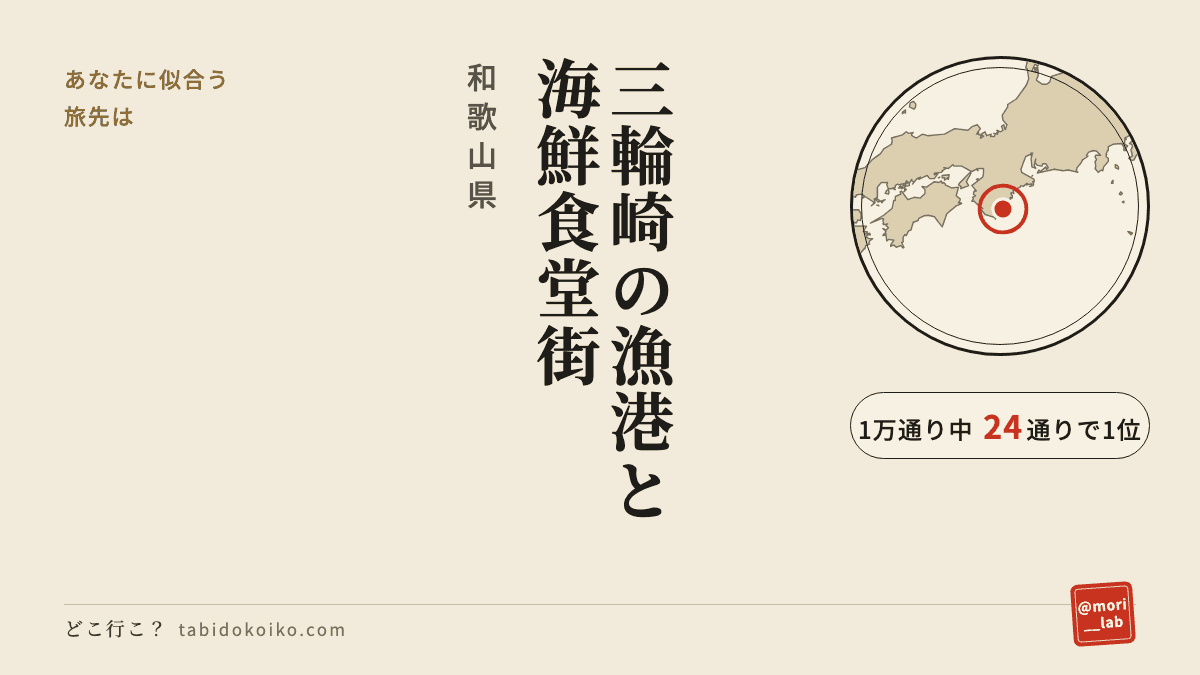 あなたに似合う
旅先は
三輪崎の漁港と
海鮮食堂街
和歌山県
1万通り中 24通りで1位
どこ行こ？ tabidokoiko.com
@mori
__lab